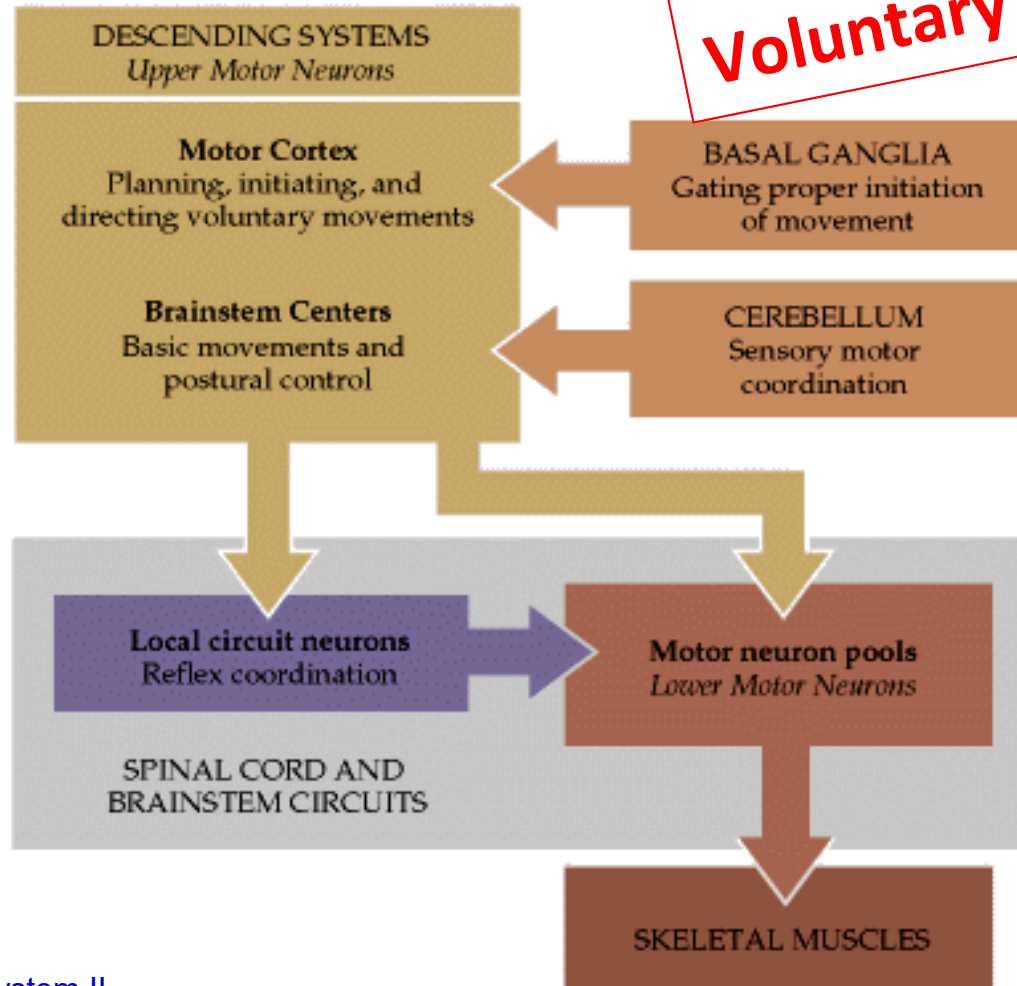 Voluntary
DESCENDING SYSTEMS
Upper Motor Neurons
Motor Cortex
Planning, initiating, and
directing voluntary movements
BASAL GANGLIA
Gating proper initiation
of movement
Brainstem Centers
Basic movements and
postural control
CEREBELLUM
Sensory motor
coordination
Local circuit neurons
Reflex coordination
Motor neuron pools
Lower Motor Neurons
SPINAL CORD AND
BRAINSTEM CIRCUITS
SKELETAL MUSCLES